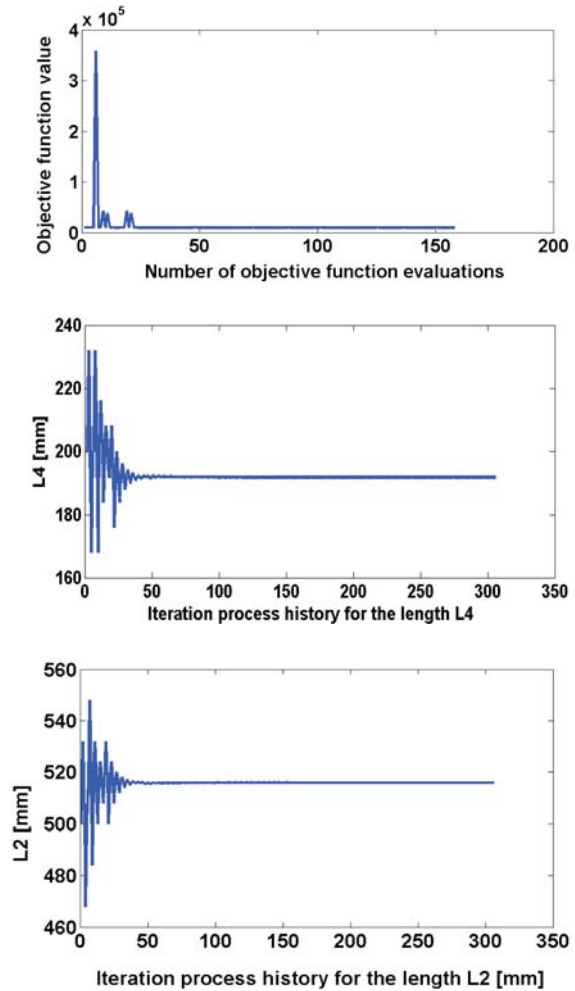 4 x 10^5
3
2
1
0
Objective function value
0 50 100 150 200
Number of objective function evaluations
240
220
200
180
160
L4 [mm]
0 50 100 150 200 250 300 350
Iteration process history for the length L4
560
540
520
500
480
460
L2 [mm]
0 50 100 150 200 250 300 350
Iteration process history for the length L2 [mm]